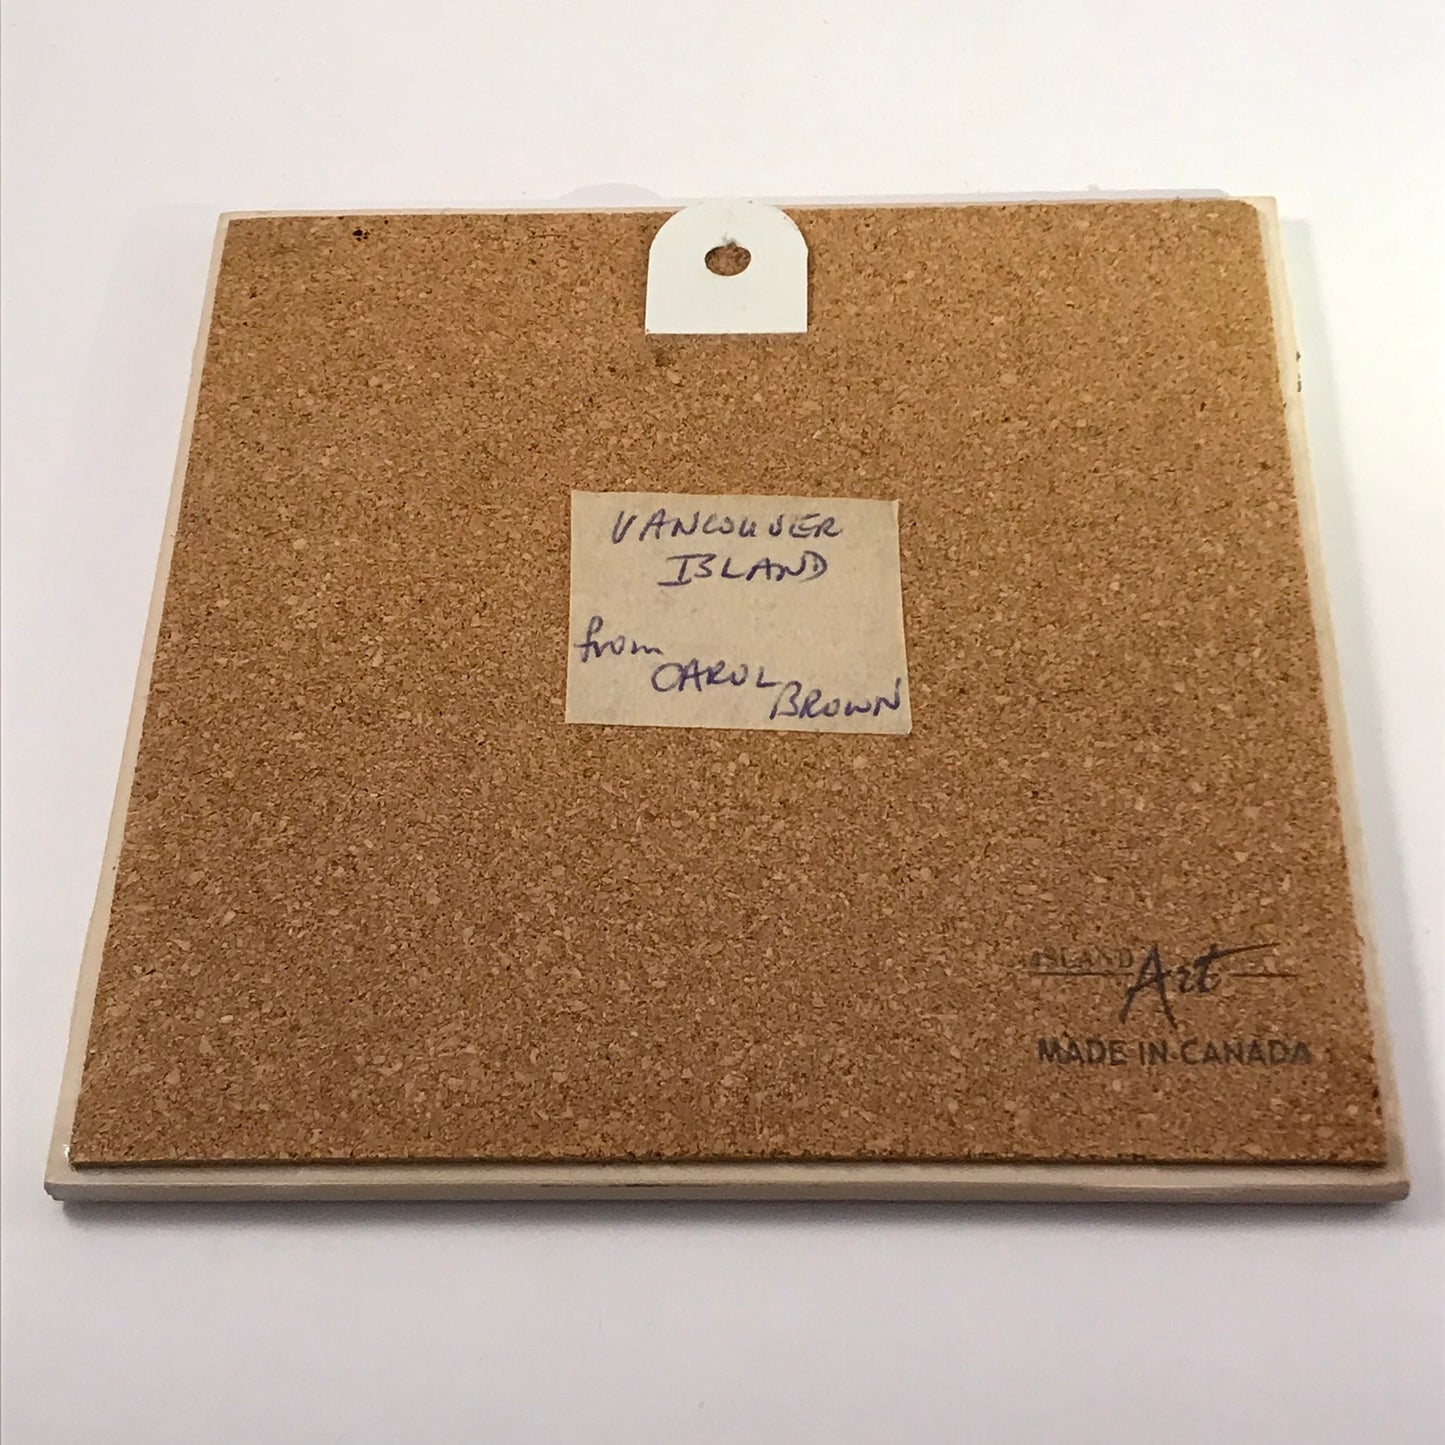 VANCOUVER
ISLAND
from
CAROL
BROWN
ISLAND Art
MADE IN CANADA